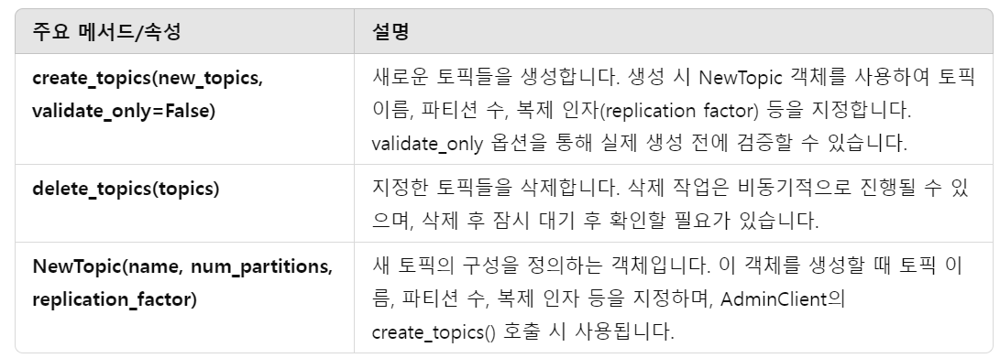 주요 메서드/속성
설명
create_topics(new_topics,
validate_only=False)
새로운 토픽들을 생성합니다. 생성 시 NewTopic 객체를 사용하여 토픽
이름, 파티션 수, 복제 인자(replication factor) 등을 지정합니다.
validate_only 옵션을 통해 실제 생성 전에 검증할 수 있습니다.
delete_topics(topics)
지정한 토픽들을 삭제합니다. 삭제 작업은 비동기적으로 진행될 수 있
으며, 삭제 후 잠시 대기 후 확인할 필요가 있습니다.
NewTopic(name, num_partitions,
replication_factor)
새 토픽의 구성을 정의하는 객체입니다. 이 객체를 생성할 때 토픽 이
름, 파티션 수, 복제 인자 등을 지정하며, AdminClient의
create_topics() 호출 시 사용됩니다.